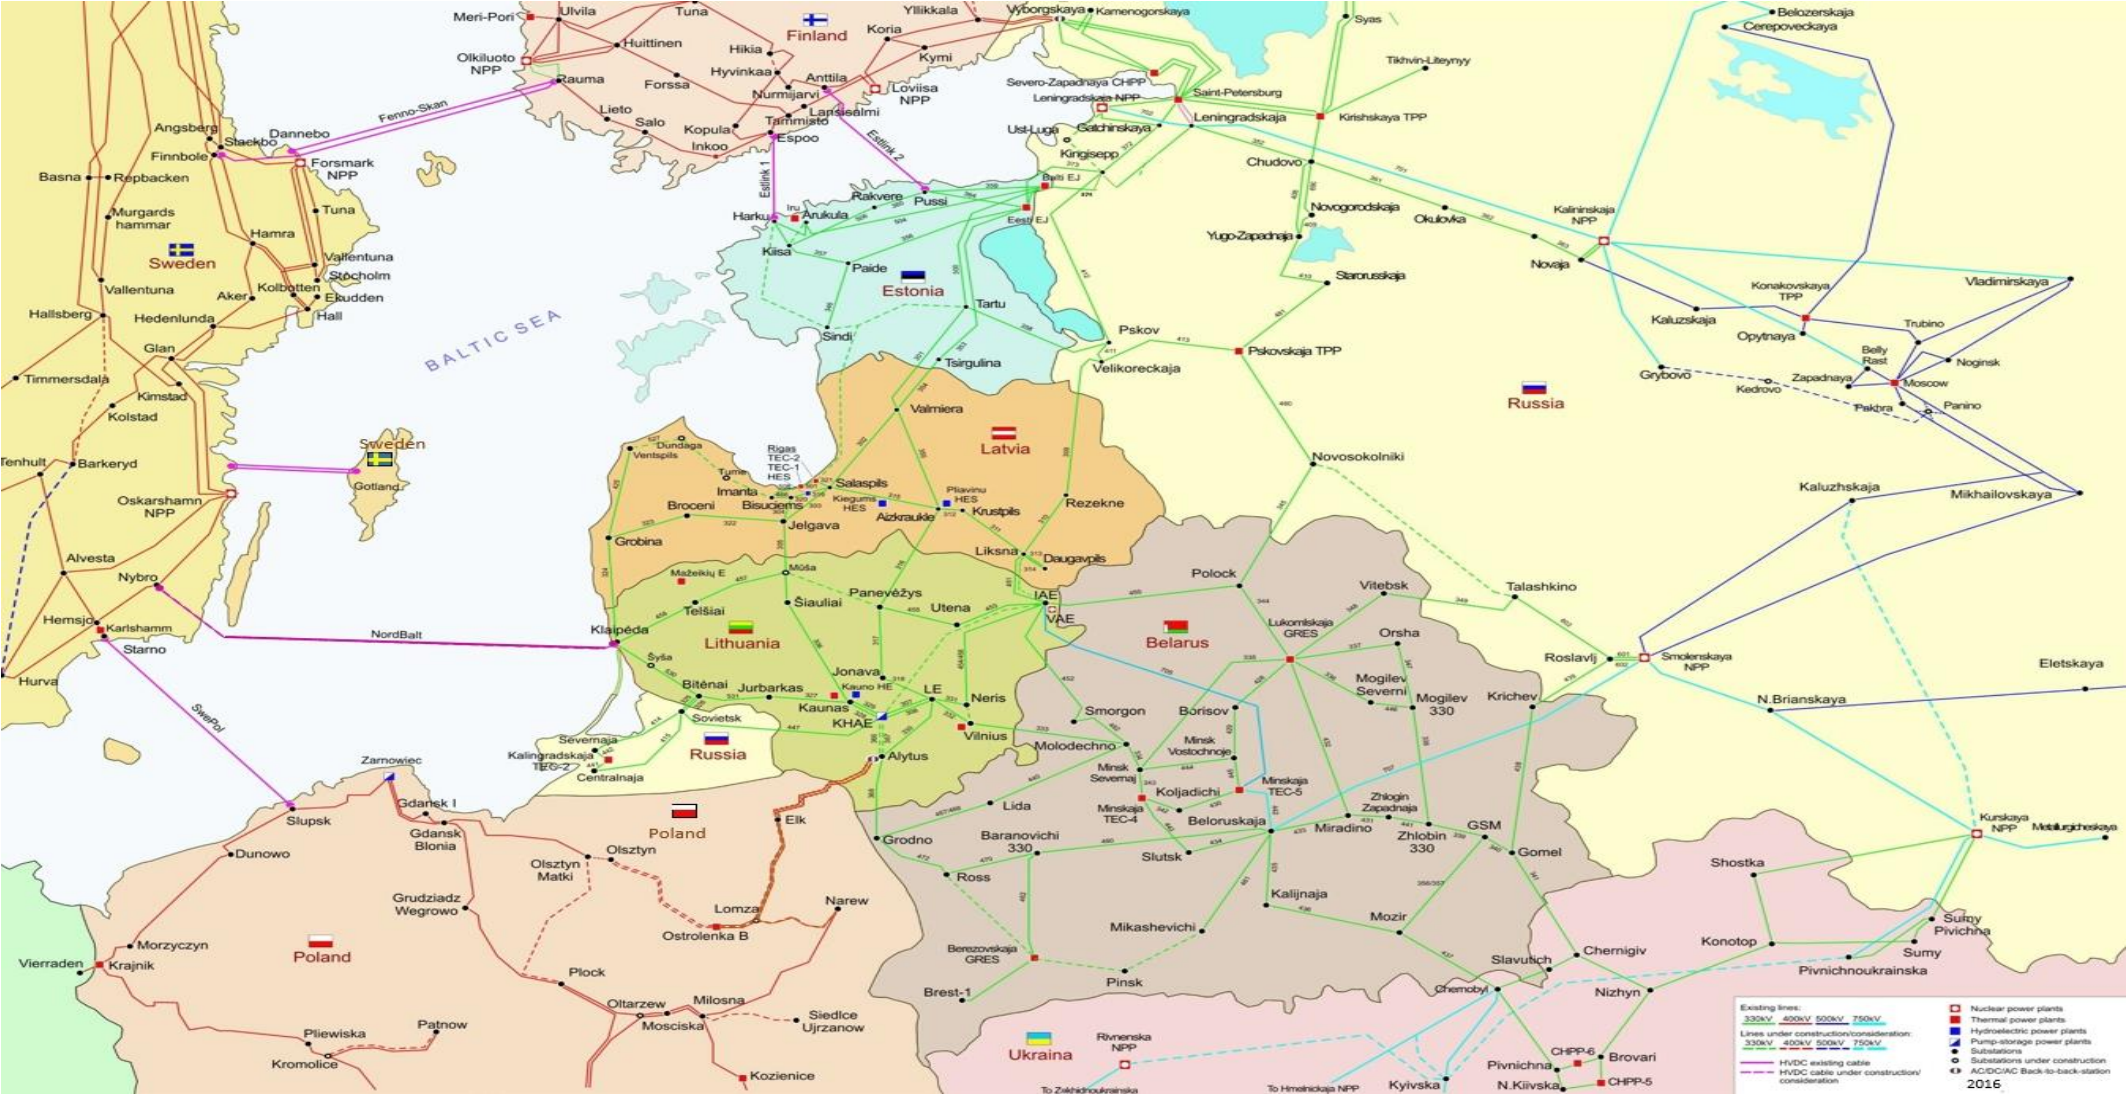 Meri-Pori
Ulvila
Tuna
Finland
Yllikkala
Vyborgskaya
Kamenogorskaya
Syas
Belozerskaja
Cerepoveckaya
Olkiluoto
NPP
Huittinen
Hikia
Koria
Kymi
Rauma
Forssa
Hyvinkaa
Anttila
Nurmijarvi
Loviisa
NPP
Severo-Zapadnaya CHPP
Leningradskaja NPP
Saint-Petersburg
Tikhvin-Liteynyy
Fenno-Skan
Lieto
Salo
Kopula
Lansisalmi
Tammisto
Espoo
Inkoo
Estlink 1
Estlink 2
Ust-Luga
Gatchinskaya
Leningradskaja
Kirishskaya TPP
Kingisepp
Chudovo
Angsberg
Stackbo
Dannebo
Finnbole
Forsmark
NPP
Basna
Repbacken
Murgards
hammar
Tuna
Hamra
Sweden
Vallentuna
Vallentuna
Stocholm
Kolbotten
Ekudden
Aker
Hall
Hallsberg
Hedenlunda
Glan
Timmersdala
Kimstad
Kolstad
BALTIC SEA
Harku
Iru
Arukula
Rakvere
Pussi
Balti EJ
Eesti EJ
Kiisa
Paide
Estonia
Sindi
Tartu
Tsirgulina
Novogorodskaja
Yugo-Zapadnaja
Okulovka
Kalininskaja
NPP
Novaja
Starorusskaja
Pskov
Velikoreckaja
Pskovskaja TPP
Konakovskaya
TPP
Vladimirskaya
Kaluzskaja
Opytnaya
Trubino
Belly
Rast
Noginsk
Grybovo
Kedrovo
Zapadnaya
Moscow
Pakhra
Panino
Russia
Tenhult
Barkeryd
Sweden
Gotland
Oskarshamn
NPP
Alvesta
Nybro
Hemsjo
Karlshamm
Starno
Hurva
NordBalt
SwePol
Valmiera
Latvia
Dundaga
Ventspils
Tume
Rigas
TEC-2
TEC-1
HES
Imanta
Bisuciems
Salaspils
Kiegums
HES
Pliavinu
HES
Aizkraukle
Krustpils
Rezekne
Broceni
Jelgava
Grobina
Liksna
Daugavpils
Novosokolniki
Kaluzhskaja
Mikhailovskaya
Mažeikių E
Mūša
Telšiai
Šiauliai
Panevėžys
Utena
IAE
VAE
Klaipėda
Lithuania
Šyša
Bitėnai
Jurbarkas
Jonava
Kauno HE
Kaunas
KHAE
LE
Neris
Vilnius
Alytus
Sovietsk
Severnaja
Kalingradskaja
TEC-2
Centralnaja
Russia
Polock
Vitebsk
Talashkino
Belarus
Lukomlskaja
GRES
Orsha
Roslavlj
Smolenskaya
NPP
Eletskaya
Smorgon
Borisov
Mogilev
Severni
Mogilev
330
Krichev
N.Brianskaya
Molodechno
Minsk
Vostochnoje
Minsk
Severnaj
Koljadichi
Minskaja
TEC-5
Minskaja
TEC-4
Beloruskaja
Miradino
Zhlogin
Zapadnaja
Zhlobin
330
GSM
Gomel
Lida
Grodno
Baranovichi
330
Slutsk
Ross
Kalijnaja
Mozir
Mikashevichi
Berezovskaja
GRES
Pinsk
Brest-1
Zarnowiec
Slupsk
Gdansk I
Gdansk
Blonia
Dunowo
Poland
Elk
Olsztyn
Matki
Olsztyn
Grudziadz
Wegrowo
Lomza
Narew
Ostrolenka B
Morzyczyn
Vierraden
Krajnik
Poland
Plock
Oltarzew
Milosna
Mosciska
Siedlce
Ujrzanow
Pliewiska
Patnow
Kromolice
Kozienice
Shostka
Kurskaya
NPP
Metallurgicheskaya
Konotop
Sumy
Pivichna
Sumy
Pivnichnoukrainska
Chernigiv
Slavutich
Chernobyl
Nizhyn
Ukraina
Rivnenska
NPP
To Zakhidnoukrainska
To Hmelnickaja NPP
Kyivska
Pivnichna
CHPP-6
Brovari
N.Kiivska
CHPP-5
Existing lines:
330kV 400kV 500kV 750kV
Lines under construction/consideration:
330kV 400kV 500kV 750kV
HVDC existing cable
HVDC cable under construction/
consideration
Nuclear power plants
Thermal power plants
Hydroelectric power plants
Pump-storage power plants
Substations
Substations under construction
AC/DC/AC Back-to-back-station
2016